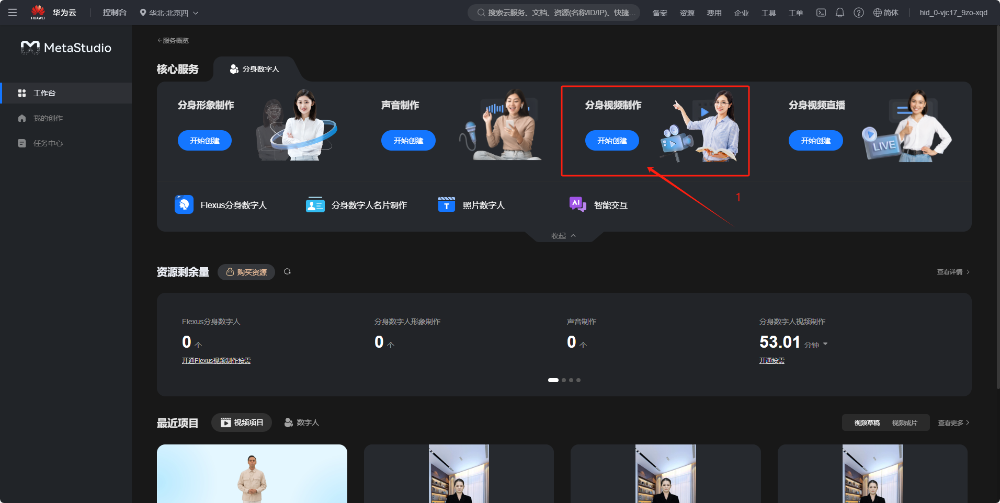 HUAWEI
华为云
控制台
华北-北京四
搜索云服务、文档、资源(名称/ID/IP)、快捷...
备案
资源
费用
企业
工具
工单
简体
hid_0-vjc17_9zo-xqd
MetaStudio
工作台
我的创作
任务中心
服务概览
核心服务
分身数字人
分身形象制作
开始创建
声音制作
开始创建
分身视频制作
开始创建
分身视频直播
开始创建
LIVE
1
Flexus分身数字人
分身数字人名片制作
T
照片数字人
AI
智能交互
收起
资源剩余量
购买资源
查看详情
Flexus分身数字人
0 个
开通Flexus视频制作按需
分身数字人形象制作
0 个
声音制作
0 个
分身数字人视频制作
53.01 分钟
开通按需
最近项目
视频项目
数字人
视频草稿
视频成片
查看更多